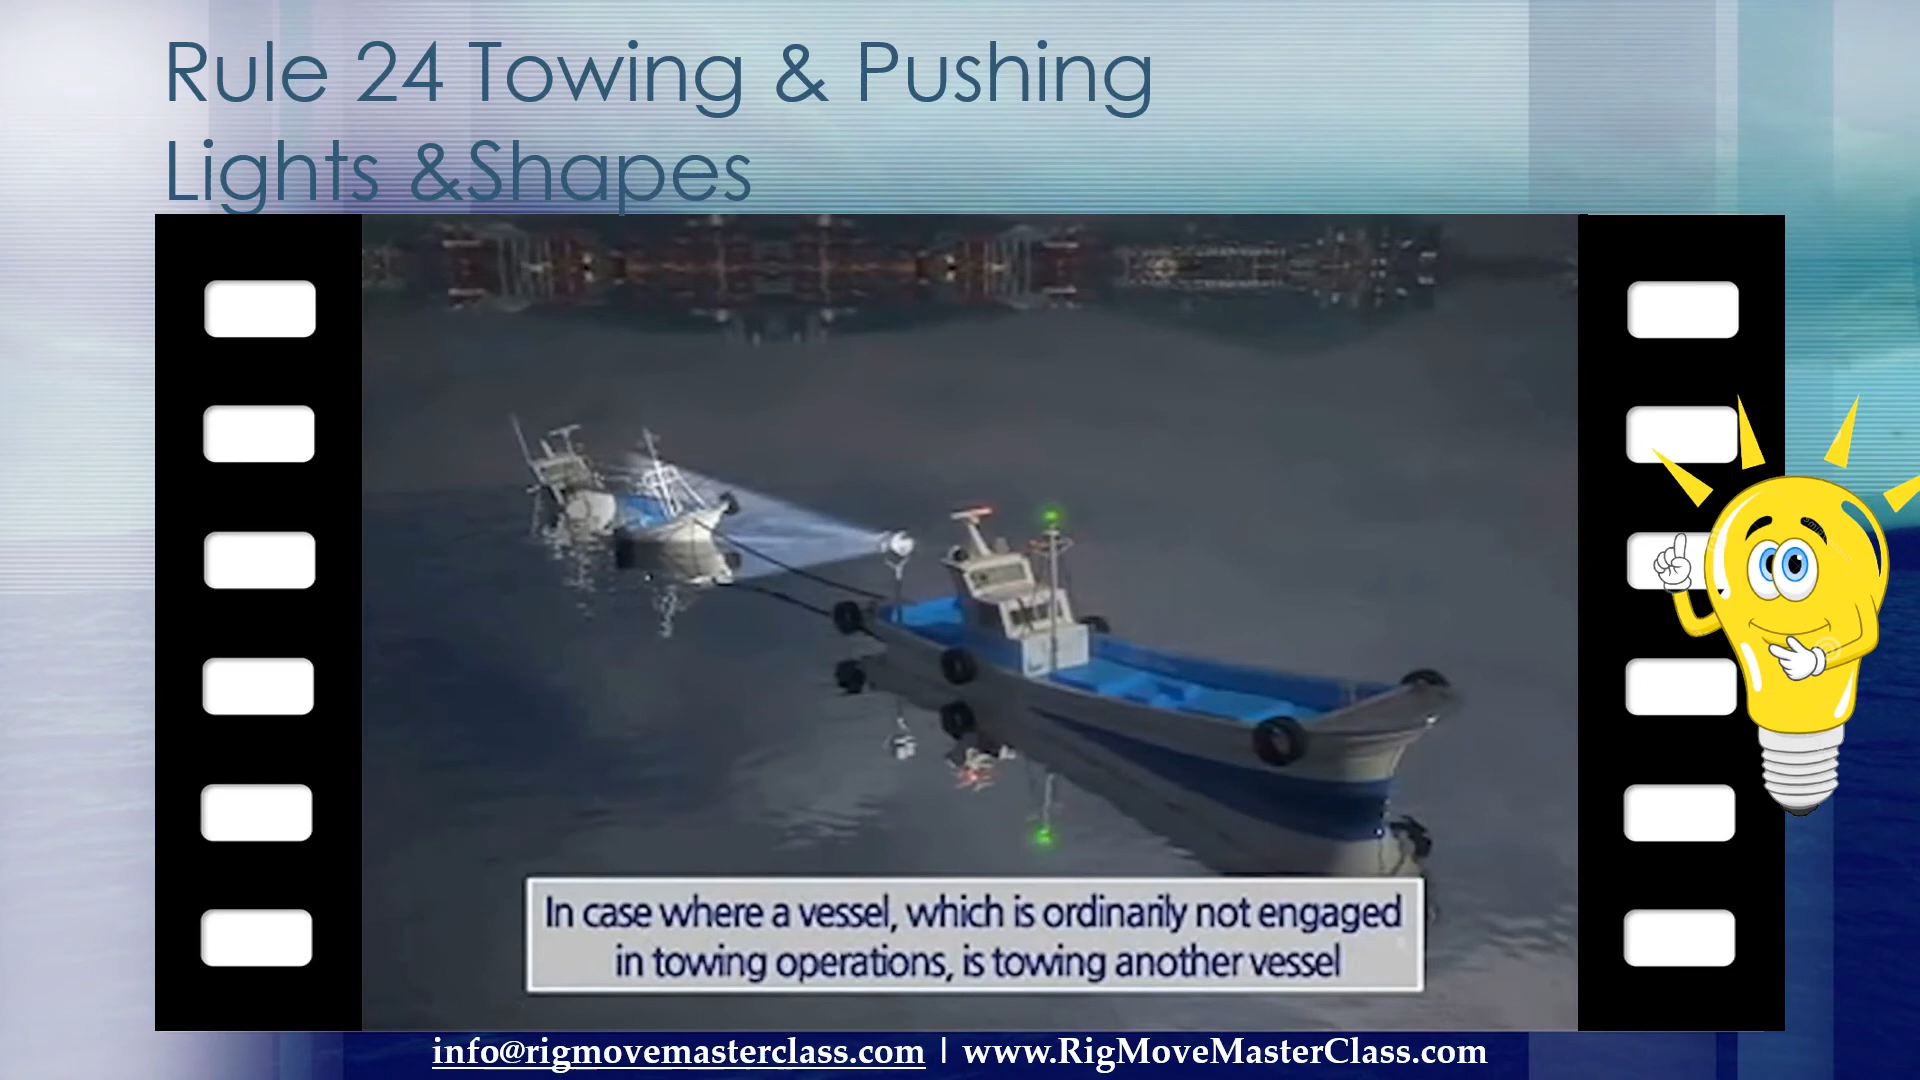 Rule 24 Towing & Pushing
Lights &Shapes
In case where a vessel, which is ordinarily not engaged
in towing operations, is towing another vessel
info@rigmovemasterclass.com | www.RigMoveMasterClass.com